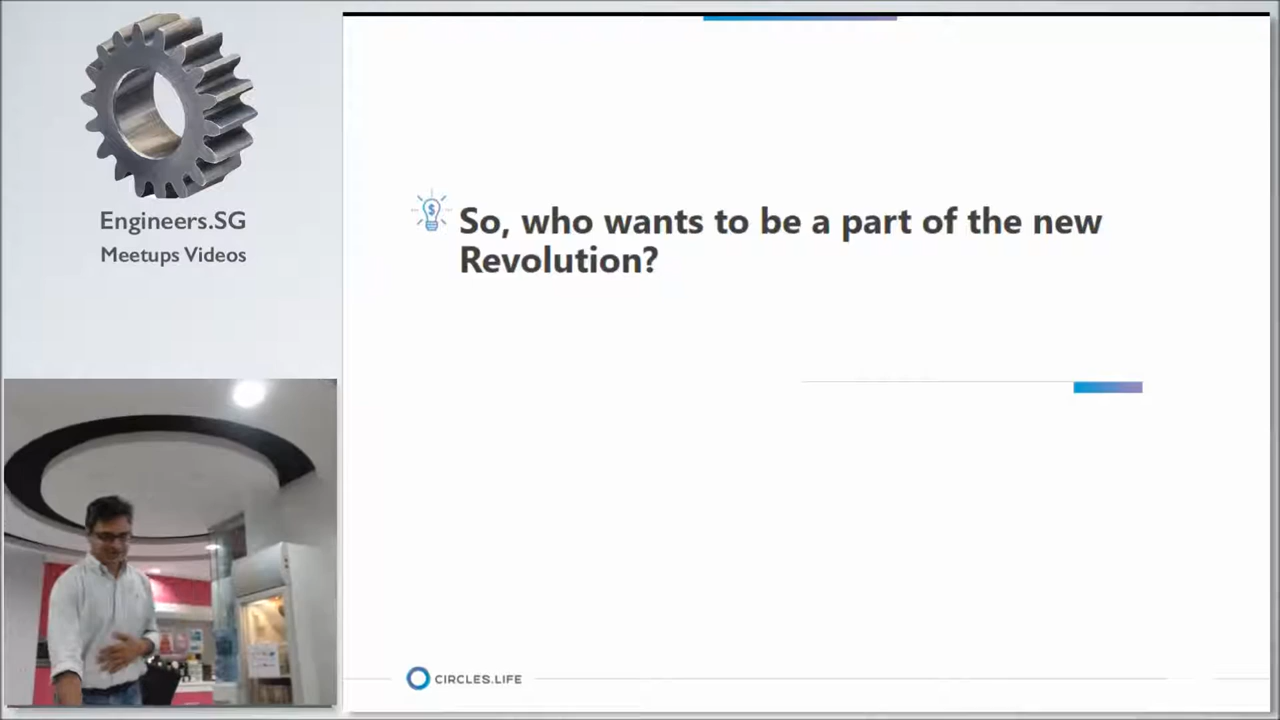 Engineers.SG
Meetups Videos
So, who wants to be a part of the new
Revolution?
CIRCLES.LIFE